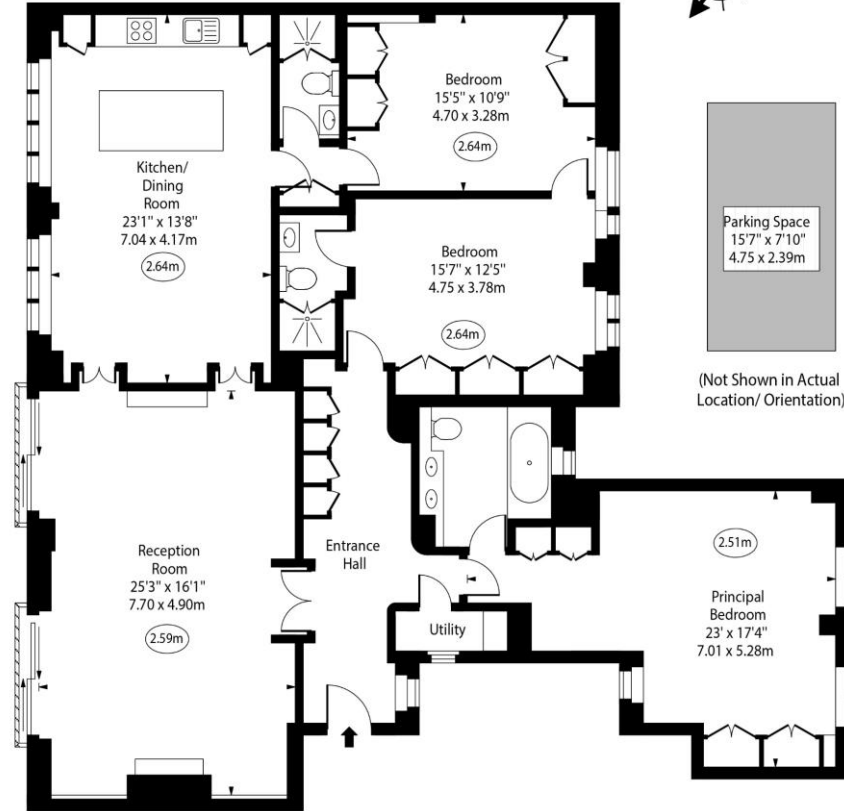 Kitchen/
Dining
Room
23'1" x 13'8"
7.04 x 4.17m
2.64m
Bedroom
15'5" x 10'9"
4.70 x 3.28m
2.64m
Bedroom
15'7" x 12'5"
4.75 x 3.78m
2.64m
Parking Space
15'7" x 7'10"
4.75 x 2.39m
(Not Shown in Actual
Location/ Orientation)
Reception
Room
25'3" x 16'1"
7.70 x 4.90m
2.59m
Entrance
Hall
Utility
2.51m
Principal
Bedroom
23' x 17'4"
7.01 x 5.28m